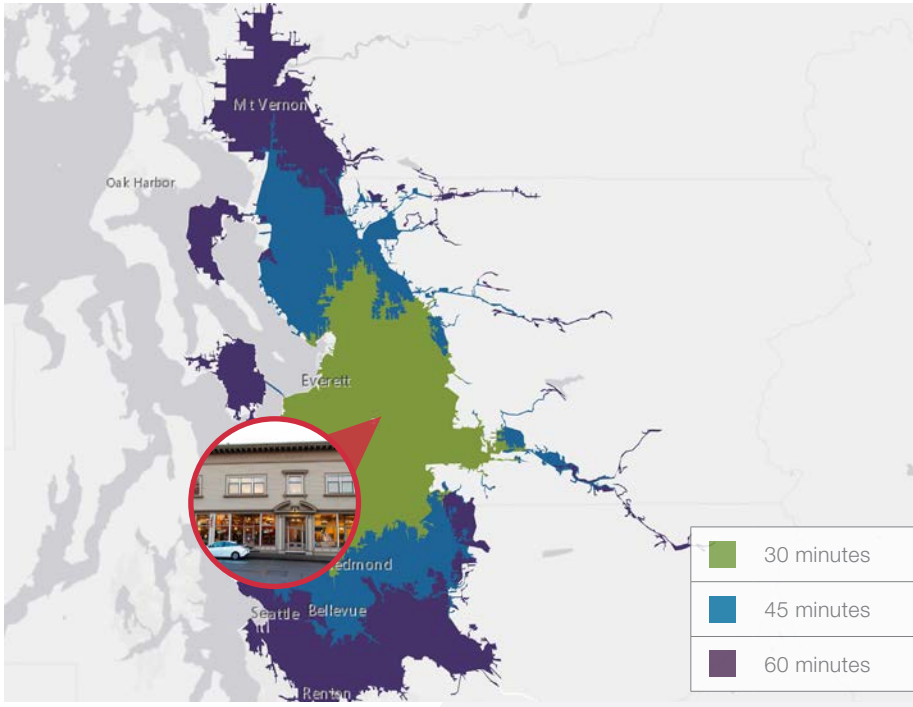 Mt Vernon
Oak Harbor
Everett
edmond
Seattle
Bellevue
Renton
30 minutes
45 minutes
60 minutes